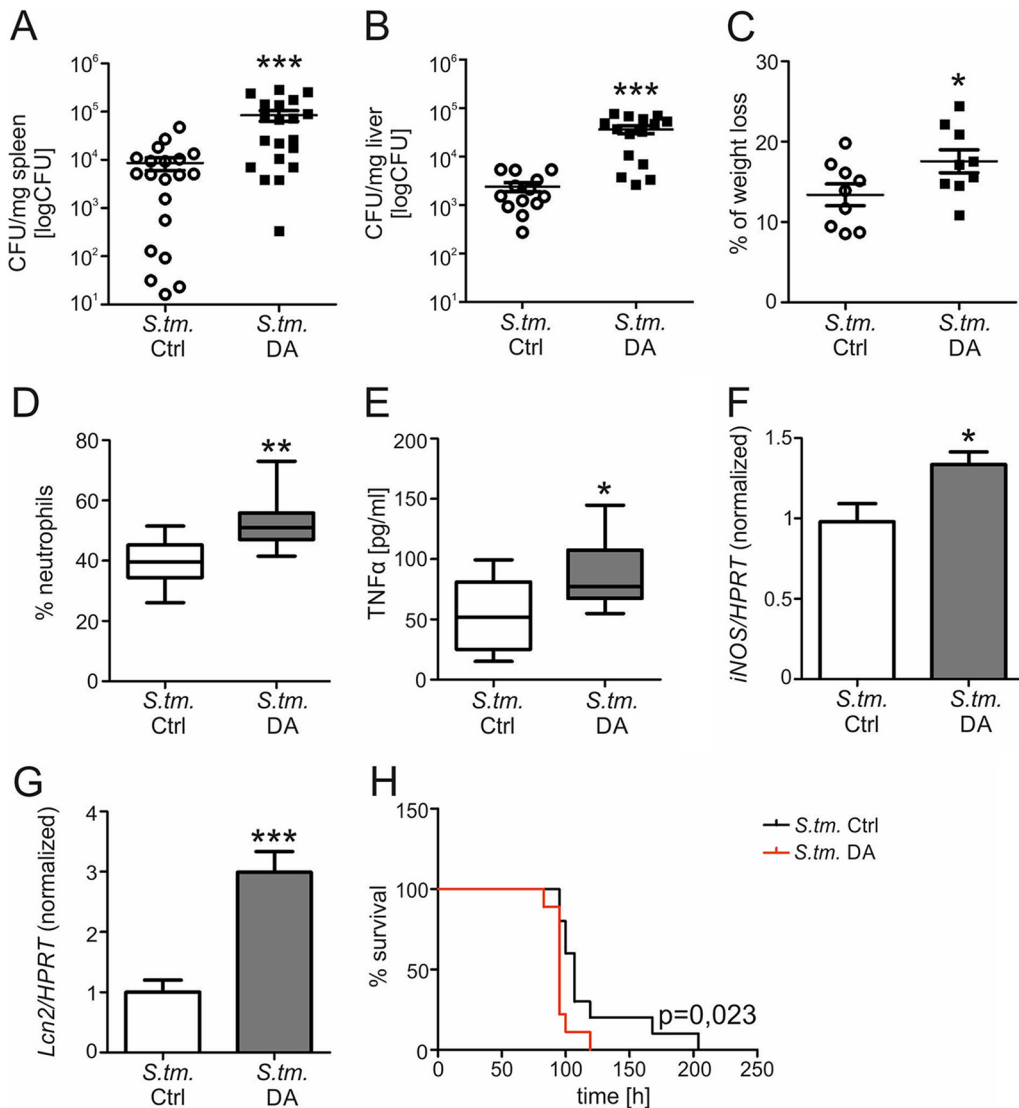 A
CFU/mg spleen
[logCFU]
10⁶
10⁵
10⁴
10³
10²
10¹
***
S.tm.
Ctrl
S.tm.
DA
B
CFU/mg liver
[logCFU]
10⁶
10⁵
10⁴
10³
10²
10¹
***
S.tm.
Ctrl
S.tm.
DA
C
% of weight loss
30
20
10
0
*
S.tm.
Ctrl
S.tm.
DA
D
% neutrophils
80
60
40
20
0
**
S.tm.
Ctrl
S.tm.
DA
E
TNFα [pg/ml]
200
150
100
50
0
*
S.tm.
Ctrl
S.tm.
DA
F
iNOS/HPRT (normalized)
1.5
1
0.5
0
*
S.tm.
Ctrl
S.tm.
DA
G
Lcn2/HPRT (normalized)
4
3
2
1
0
***
S.tm.
Ctrl
S.tm.
DA
H
% survival
150
100
50
0
S.tm. Ctrl
S.tm. DA
p=0,023
0 50 100 150 200 250
time [h]